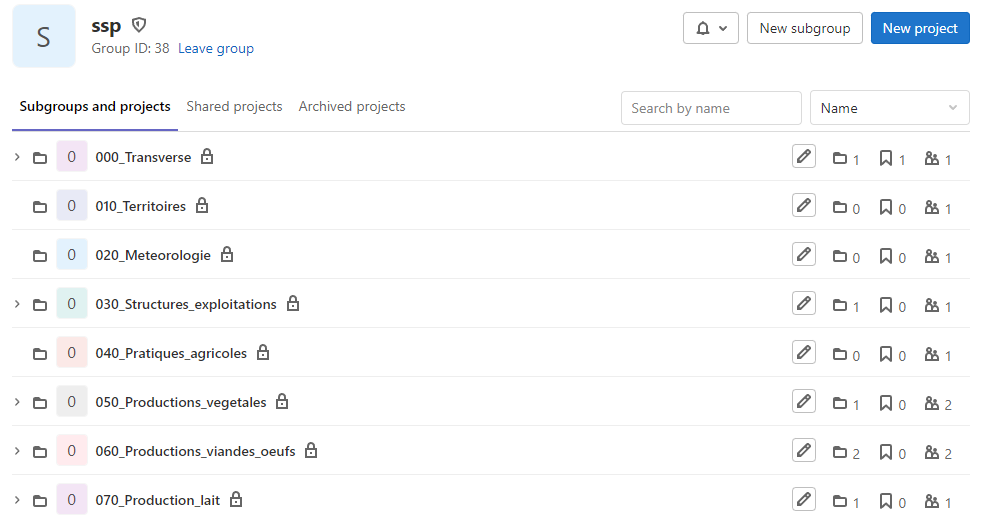 S
ssp
Group ID: 38 Leave group
New subgroup
New project
Subgroups and projects Shared projects Archived projects
Search by name
Name
0 000_Transverse 1 1 1
0 010_Territoires 0 0 1
0 020_Meteorologie 0 0 1
0 030_Structures_exploitations 1 0 1
0 040_Pratiques_agricoles 0 0 1
0 050_Productions_vegetales 1 0 2
0 060_Productions_viandes_oeufs 2 0 2
0 070_Production_lait 1 0 1